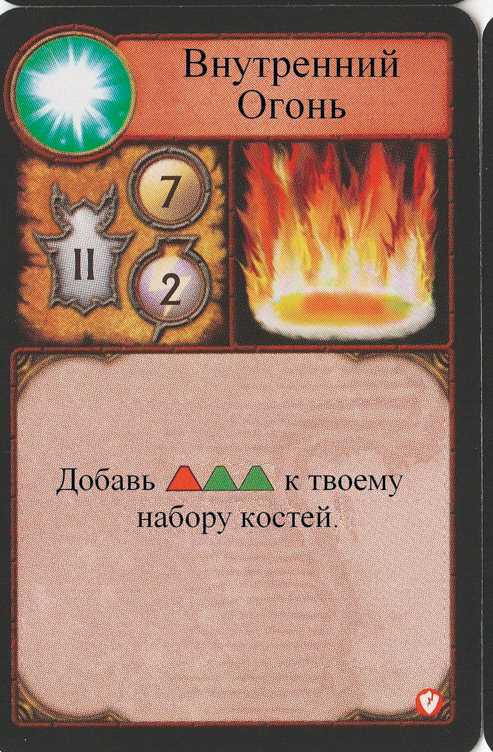 Внутренний
Огонь
7
II
2
Добавь к твоему
набору костей.